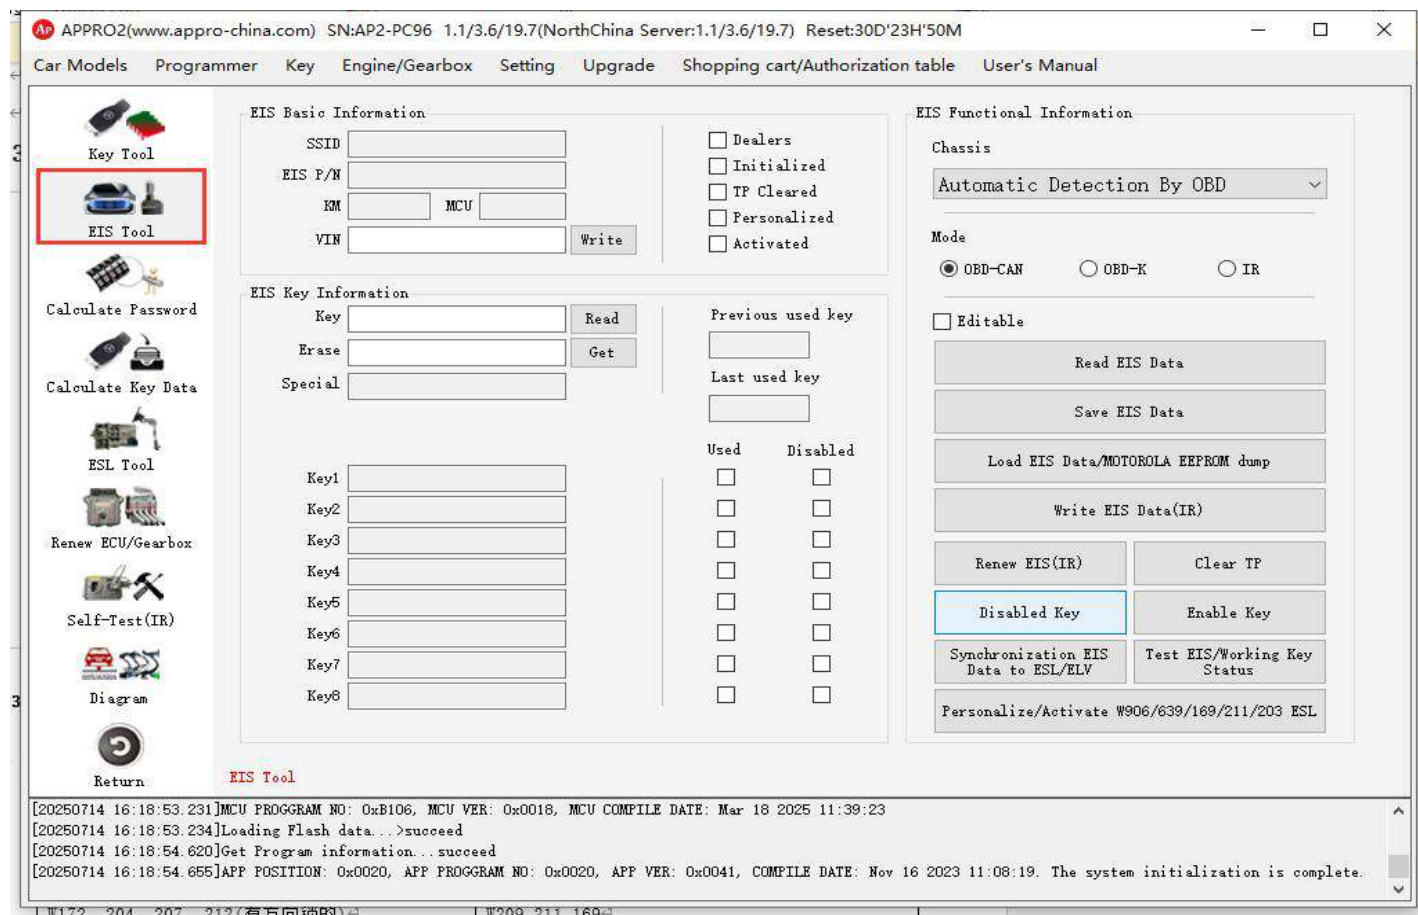 APPRO2(www.appro-china.com) SN:AP2-PC96 1.1/3.6/19.7(NorthChina Server:1.1/3.6/19.7) Reset:30D'23H'50M
Car Models Programmer Key Engine/Gearbox Setting Upgrade Shopping cart/Authorization table User's Manual
Key Tool
EIS Tool
Calculate Password
Calculate Key Data
ESL Tool
Renew ECU/Gearbox
Self-Test(IR)
Diagram
Return
EIS Basic Information
SSID
EIS P/N
KM MCU
VIN Write
Dealers
Initialized
TP Cleared
Personalized
Activated
EIS Key Information
Key Read
Erase Get
Special
Previous used key
Last used key
Used Disabled
Key1
Key2
Key3
Key4
Key5
Key6
Key7
Key8
EIS Functional Information
Chassis
Automatic Detection By OBD
Mode
OBD-CAN OBD-K IR
Editable
Read EIS Data
Save EIS Data
Load EIS Data/MOTOROLA EEPROM dump
Write EIS Data(IR)
Renew EIS(IR) Clear TP
Disabled Key Enable Key
Synchronization EIS
Data to ESL/ELV
Test EIS/Working Key
Status
Personalize/Activate W906/639/169/211/203 ESL
EIS Tool
[20250714 16:18:53.231]MCU PROGGRAM NO: 0xB106, MCU VER: 0x0018, MCU COMPILE DATE: Mar 18 2025 11:39:23
[20250714 16:18:53.234]Loading Flash data...>succeed
[20250714 16:18:54.620]Get Program information...succeed
[20250714 16:18:54.655]APP POSITION: 0x0020, APP PROGGRAM NO: 0x0020, APP VER: 0x0041, COMPILE DATE: Nov 16 2023 11:08:19. The system initialization is complete.